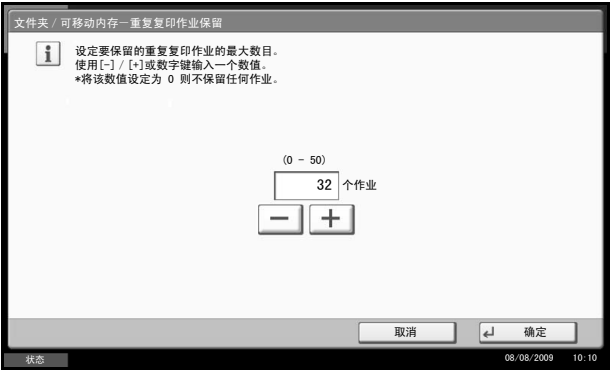 文件夹 / 可移动内存－重复复印作业保留
设定要保留的重复复印作业的最大数目。
使用[-] / [+]或数字键输入一个数值。
*将该数值设定为 0 则不保留任何作业。
(0 - 50)
32 个作业
取消
确定
状态
08/08/2009 10:10